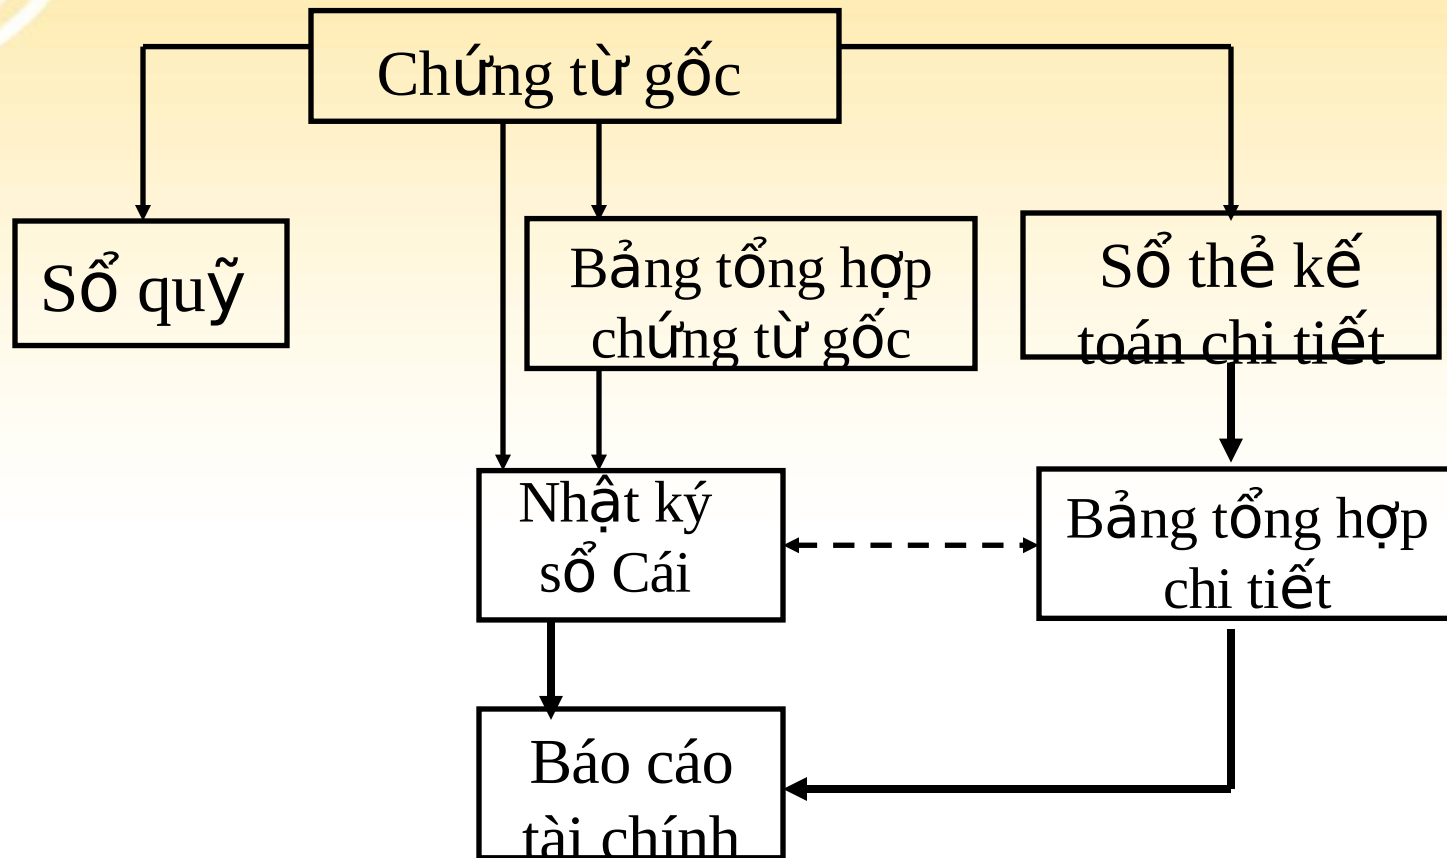 Chứng từ gốc
Sổ quỹ
Bảng tổng hợp
chứng từ gốc
Sổ thẻ kế
toán chi tiết
Nhật ký
sổ Cái
Bảng tổng hợp
chi tiết
Báo cáo
tài chính